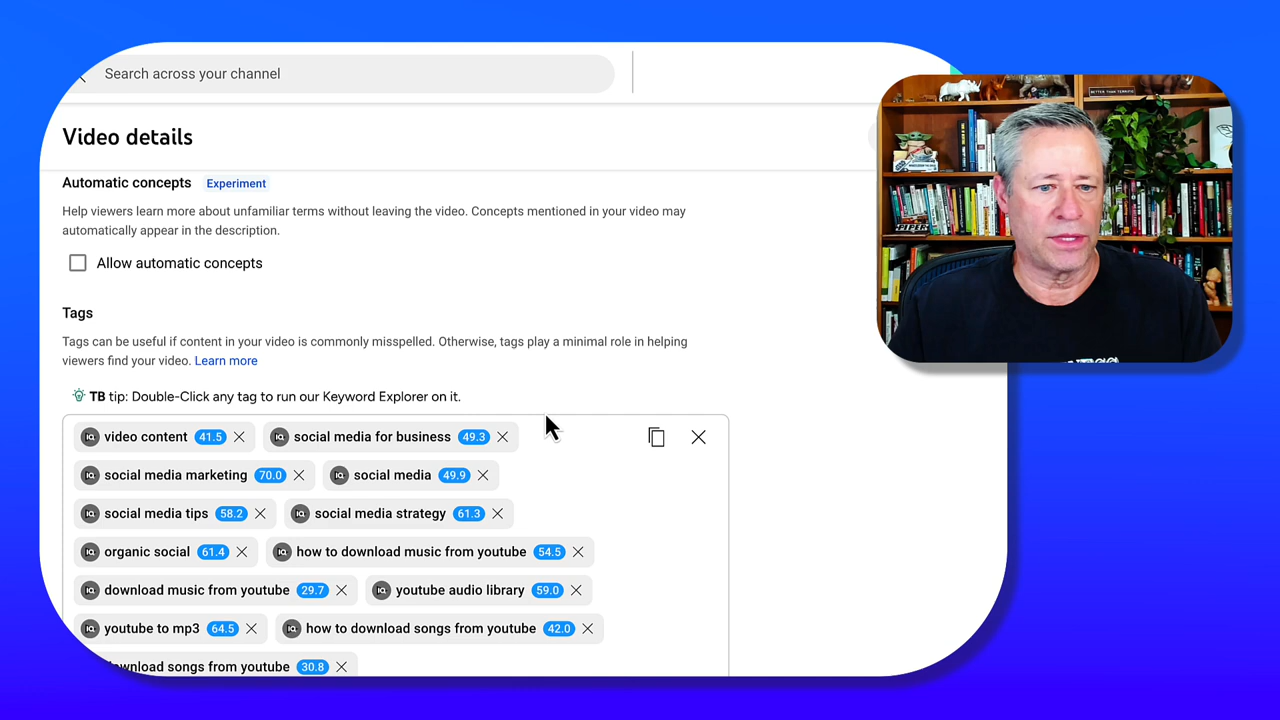 Search across your channel
Video details
Automatic concepts Experiment
Help viewers learn more about unfamiliar terms without leaving the video. Concepts mentioned in your video may
automatically appear in the description.
Allow automatic concepts
Tags
Tags can be useful if content in your video is commonly misspelled. Otherwise, tags play a minimal role in helping
viewers find your video. Learn more
TB tip: Double-Click any tag to run our Keyword Explorer on it.
video content 41.5 social media for business 49.3
social media marketing 70.0 social media 49.9
social media tips 58.2 social media strategy 61.3
organic social 61.4 how to download music from youtube 54.5
download music from youtube 29.7 youtube audio library 59.0
youtube to mp3 64.5 how to download songs from youtube 42.0
download songs from youtube 30.8
BETTER THAN TERRIFIC
PIPER